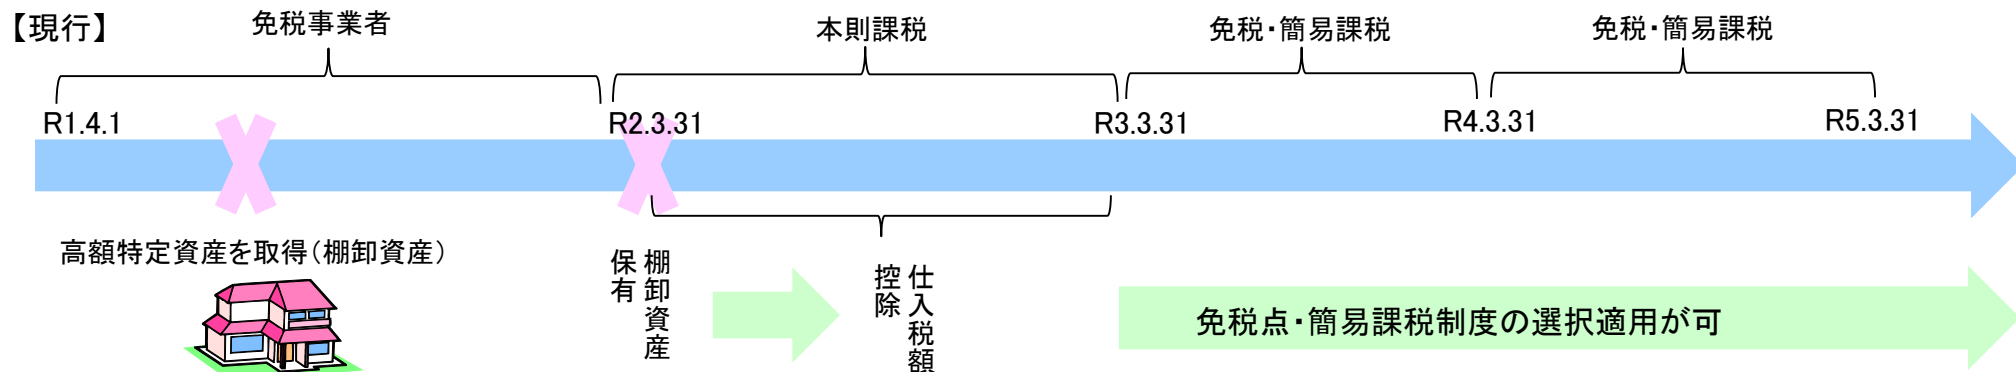 【現行】
免税事業者
本則課税
免税・簡易課税
免税・簡易課税
R1.4.1
R2.3.31
R3.3.31
R4.3.31
R5.3.31
高額特定資産を取得（棚卸資産）
棚卸資産
保有
仕入税額
控除
免税点・簡易課税制度の選択適用が可